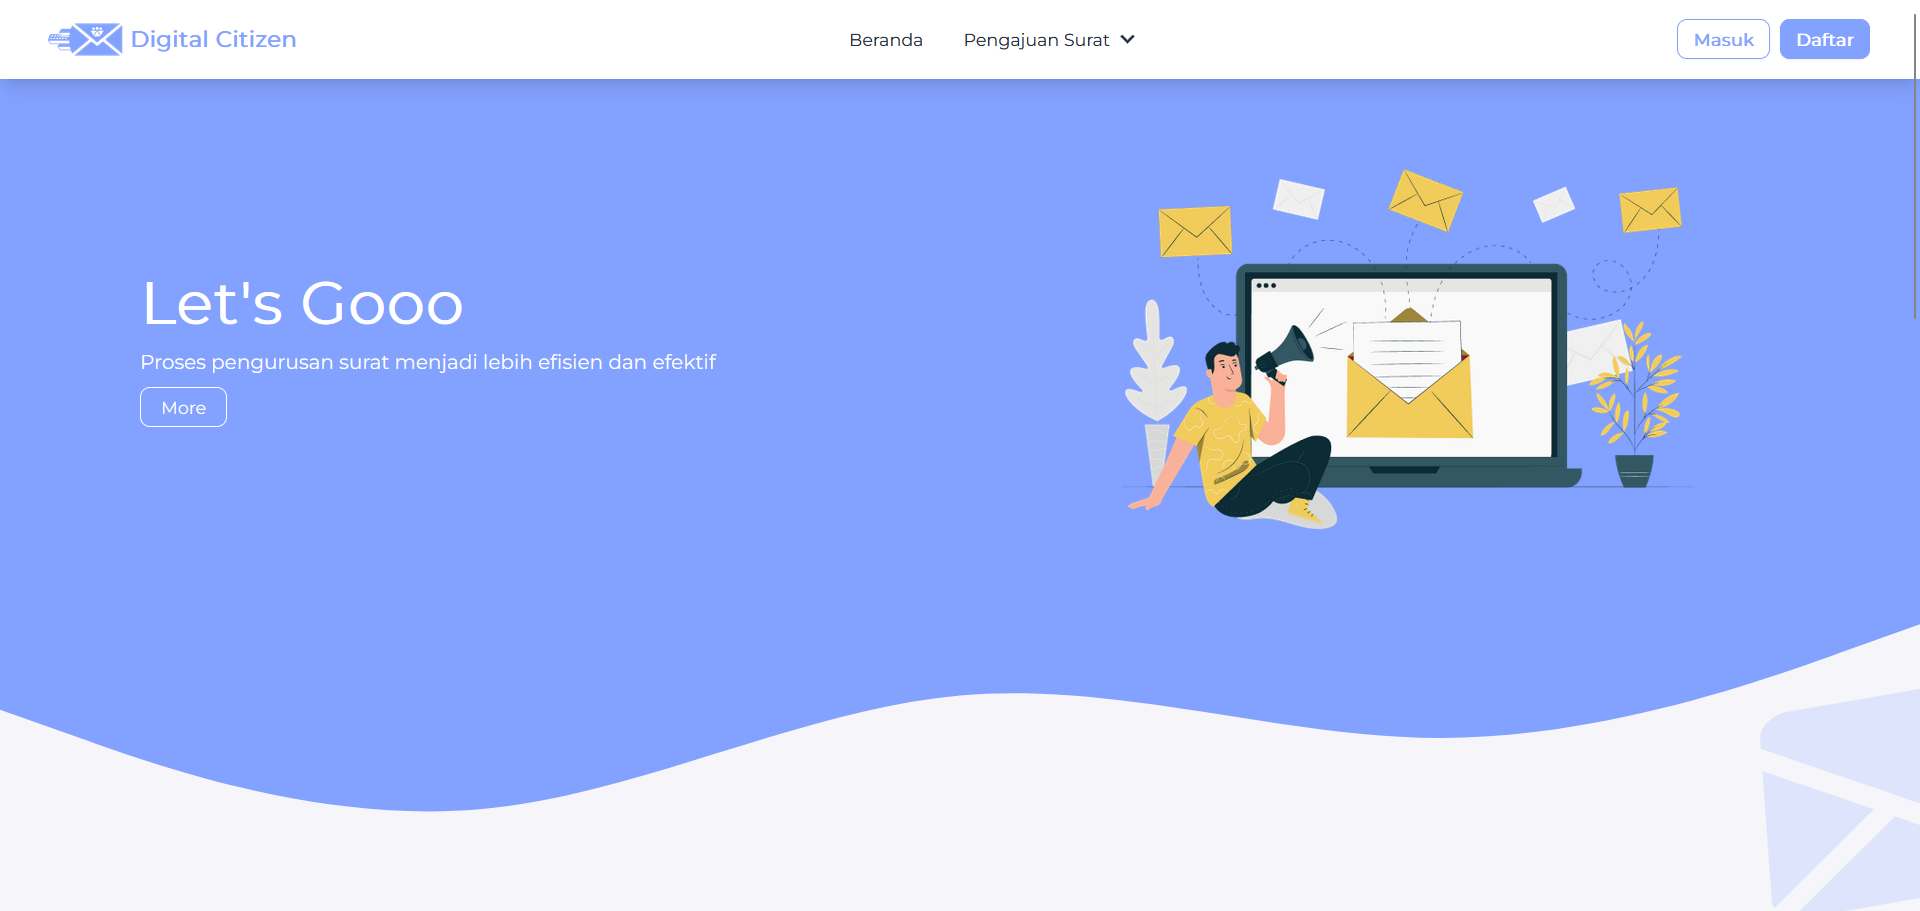 Digital Citizen
Beranda
Pengajuan Surat
Masuk
Daftar
Let's Gooo
Proses pengurusan surat menjadi lebih efisien dan efektif
More